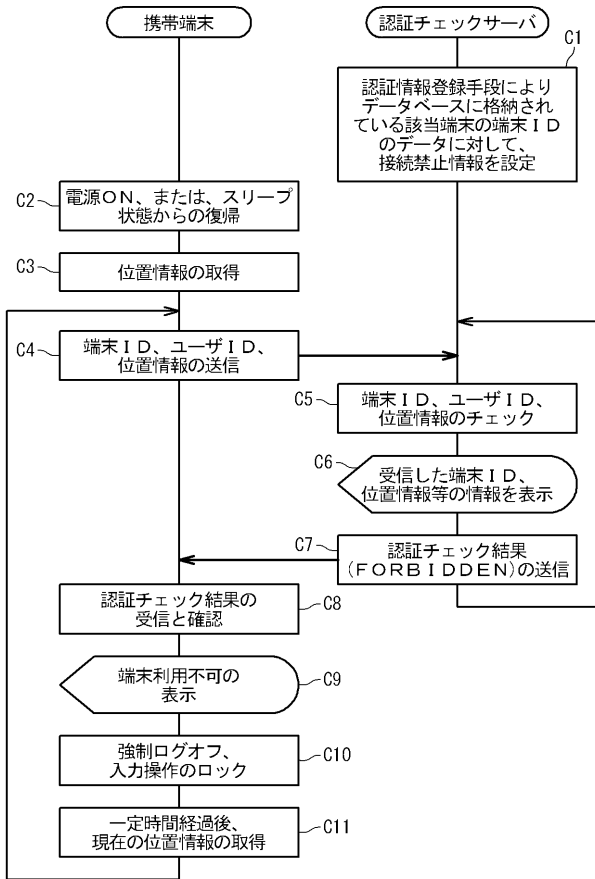 携帯端末
認証チェックサーバ
C1
認証情報登録手段により
データベースに格納され
ている該当端末の端末ＩＤ
のデータに対して、
接続禁止情報を設定
C2
電源ＯＮ、または、スリープ
状態からの復帰
C3
位置情報の取得
C4
端末ＩＤ、ユーザＩＤ、
位置情報の送信
C5
端末ＩＤ、ユーザＩＤ、
位置情報のチェック
C6
受信した端末ＩＤ、
位置情報等の情報を表示
C7
認証チェック結果
(ＦＯＲＢＩＤＤＥＮ)の送信
認証チェック結果の
受信と確認
C8
端末利用不可の
表示
C9
強制ログオフ、
入力操作のロック
C10
一定時間経過後、
現在の位置情報の取得
C11